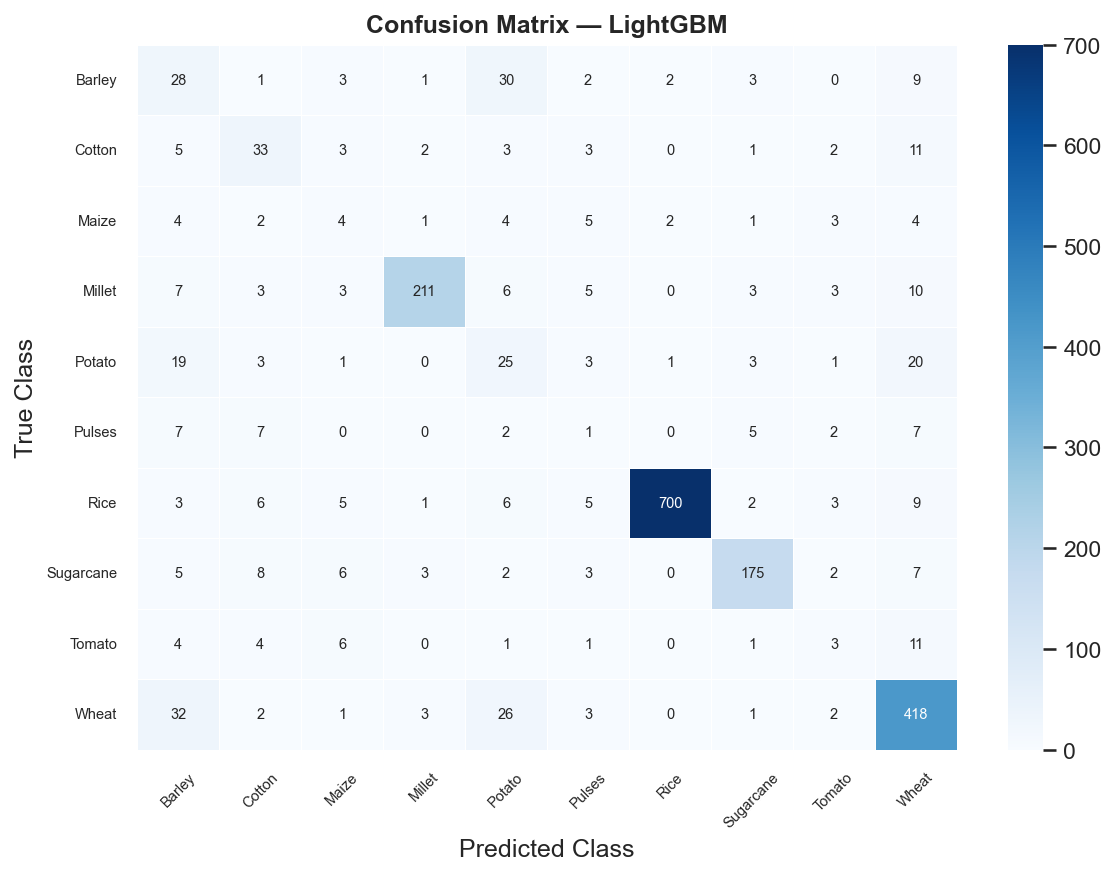 Confusion Matrix — LightGBM
True Class
Barley 28 1 3 1 30 2 2 3 0 9
Cotton 5 33 3 2 3 3 0 1 2 11
Maize 4 2 4 1 4 5 2 1 3 4
Millet 7 3 3 211 6 5 0 3 3 10
Potato 19 3 1 0 25 3 1 3 1 20
Pulses 7 7 0 0 2 1 0 5 2 7
Rice 3 6 5 1 6 5 700 2 3 9
Sugarcane 5 8 6 3 2 3 0 175 2 7
Tomato 4 4 6 0 1 1 0 1 3 11
Wheat 32 2 1 3 26 3 0 1 2 418
Barley Cotton Maize Millet Potato Pulses Rice Sugarcane Tomato Wheat
Predicted Class
700
600
500
400
300
200
100
0